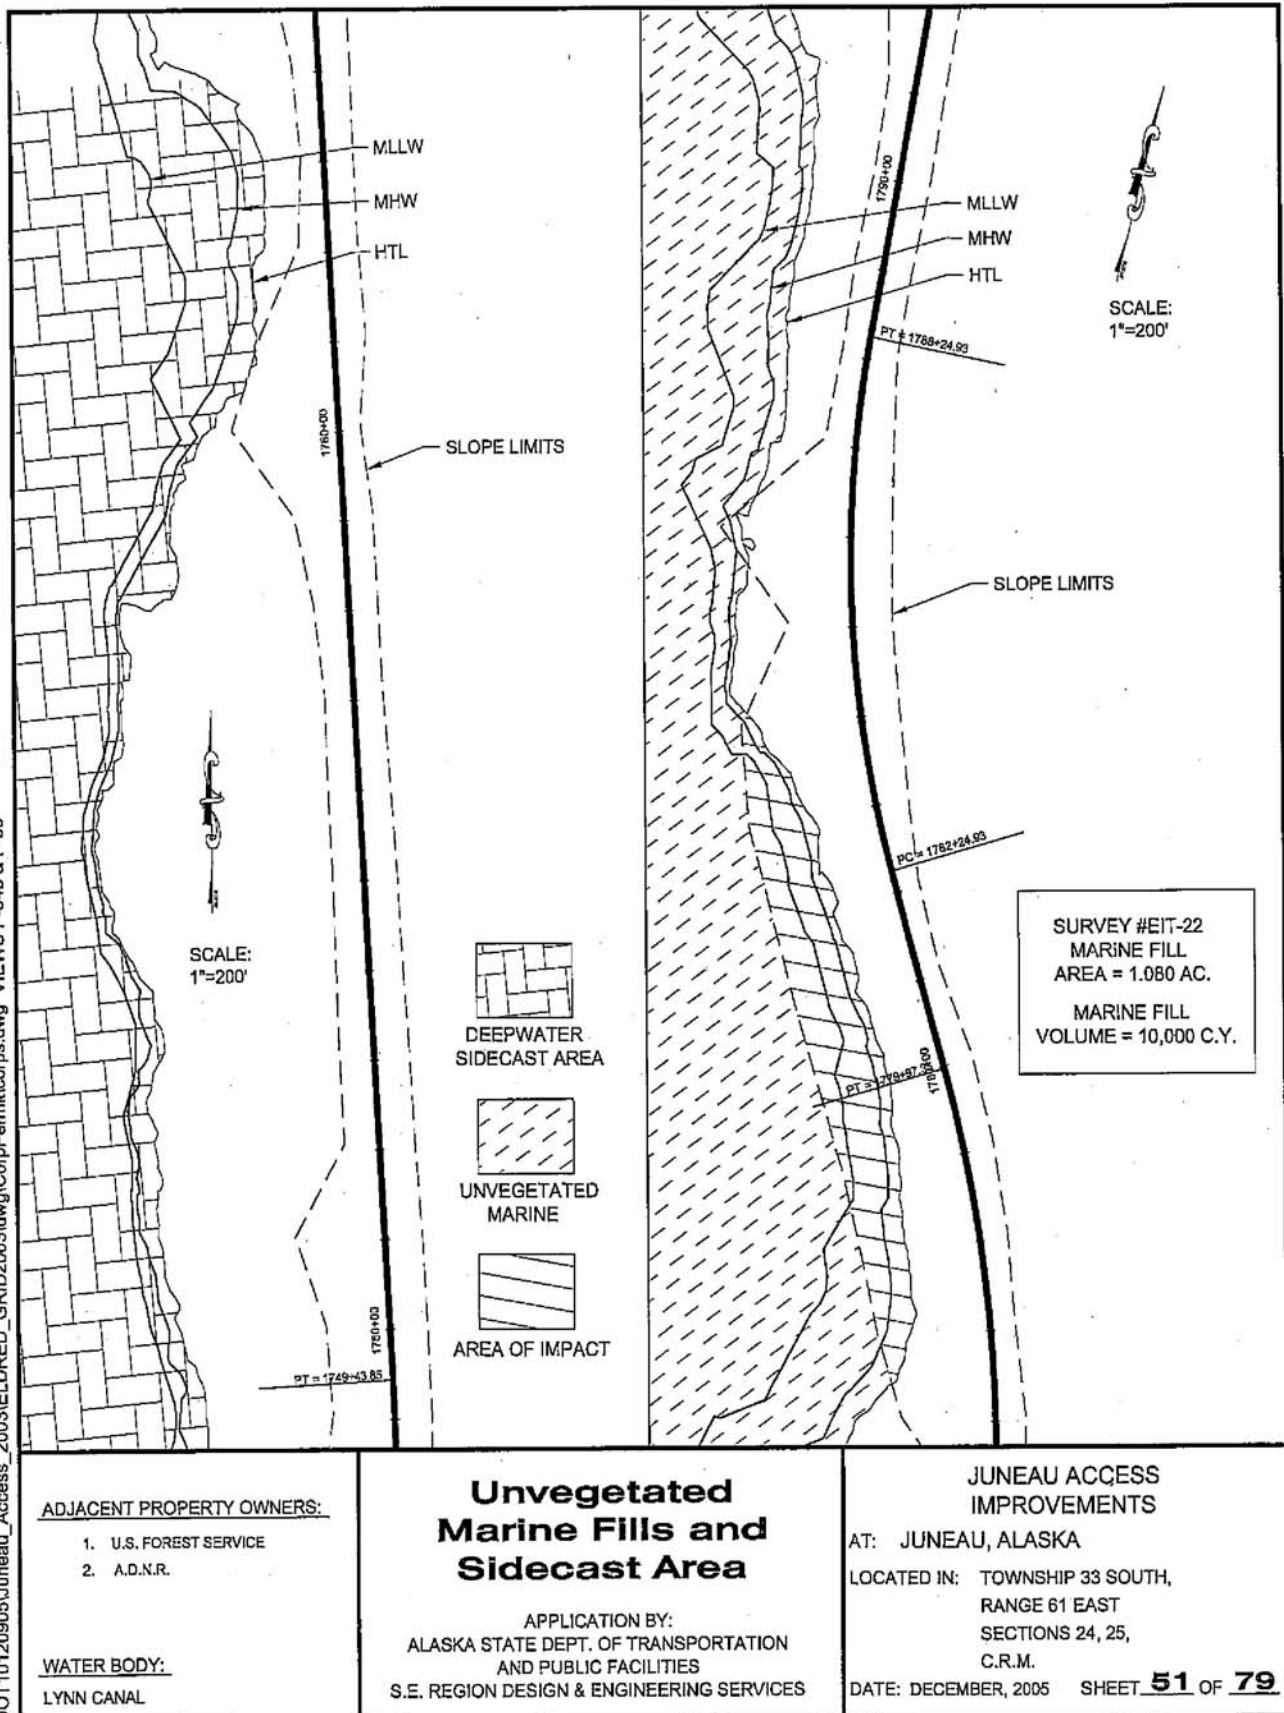 MLLW
MHW
HTL
1760+00
SLOPE LIMITS
SCALE:
1"=200'
DEEPWATER
SIDECAST AREA
UNVEGETATED
MARINE
AREA OF IMPACT
1750+00
PT = 1749+43.85
1790+00
MLLW
MHW
HTL
SCALE:
1"=200'
PT = 1788+24.93
SLOPE LIMITS
PC = 1782+24.93
SURVEY #EIT-22
MARINE FILL
AREA = 1.080 AC.
MARINE FILL
VOLUME = 10,000 C.Y.
1780+00
ADJACENT PROPERTY OWNERS:
1. U.S. FOREST SERVICE
2. A.D.N.R.
WATER BODY:
LYNN CANAL
Unvegetated
Marine Fills and
Sidecast Area
APPLICATION BY:
ALASKA STATE DEPT. OF TRANSPORTATION
AND PUBLIC FACILITIES
S.E. REGION DESIGN & ENGINEERING SERVICES
JUNEAU ACCESS
IMPROVEMENTS
AT: JUNEAU, ALASKA
LOCATED IN: TOWNSHIP 33 SOUTH,
RANGE 61 EAST
SECTIONS 24, 25,
C.R.M.
DATE: DECEMBER, 2005 SHEET 51 OF 79